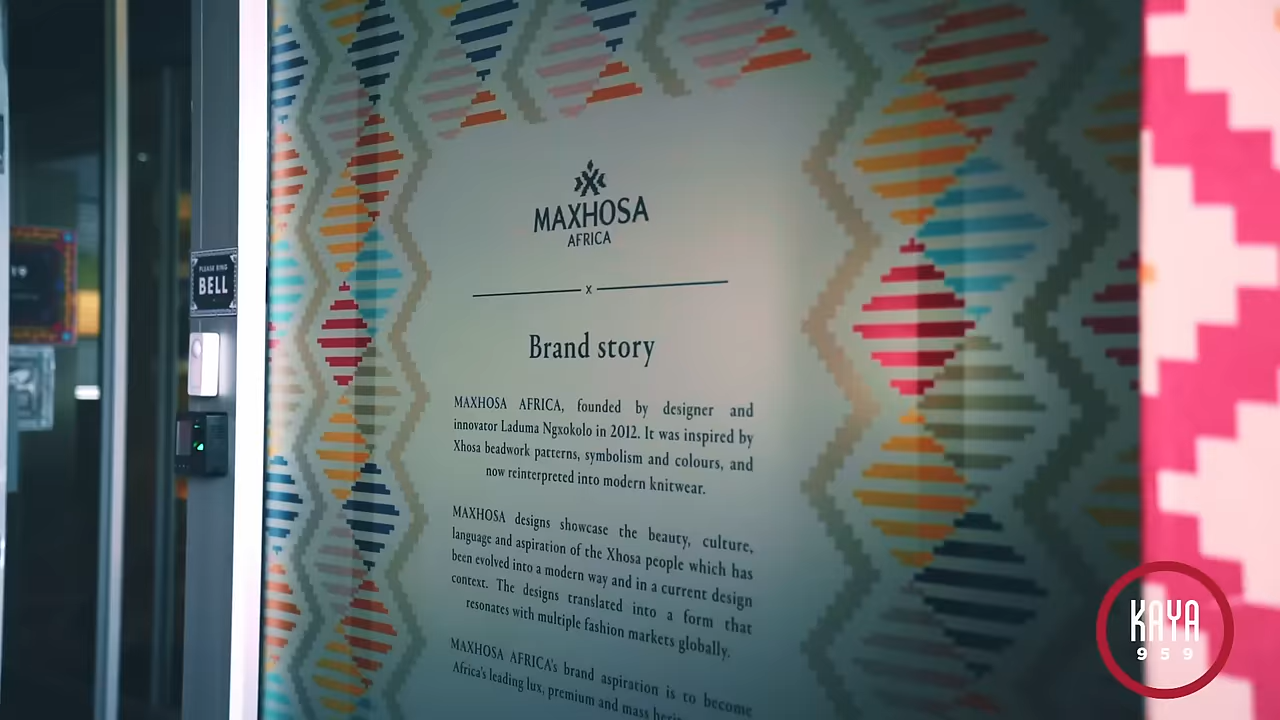 PLEASE RING
BELL
MAXHOSA
AFRICA
x
Brand story
MAXHOSA AFRICA, founded by designer and
innovator Laduma Ngxokolo in 2012. It was inspired by
Xhosa beadwork patterns, symbolism and colours, and
now reinterpreted into modern knitwear.
MAXHOSA designs showcase the beauty, culture,
language and aspiration of the Xhosa people which has
been evolved into a modern way and in a current design
context. The designs translated into a form that
resonates with multiple fashion markets globally.
MAXHOSA AFRICA's brand aspiration is to become
Africa's leading lux, premium and mass
KAYA
959